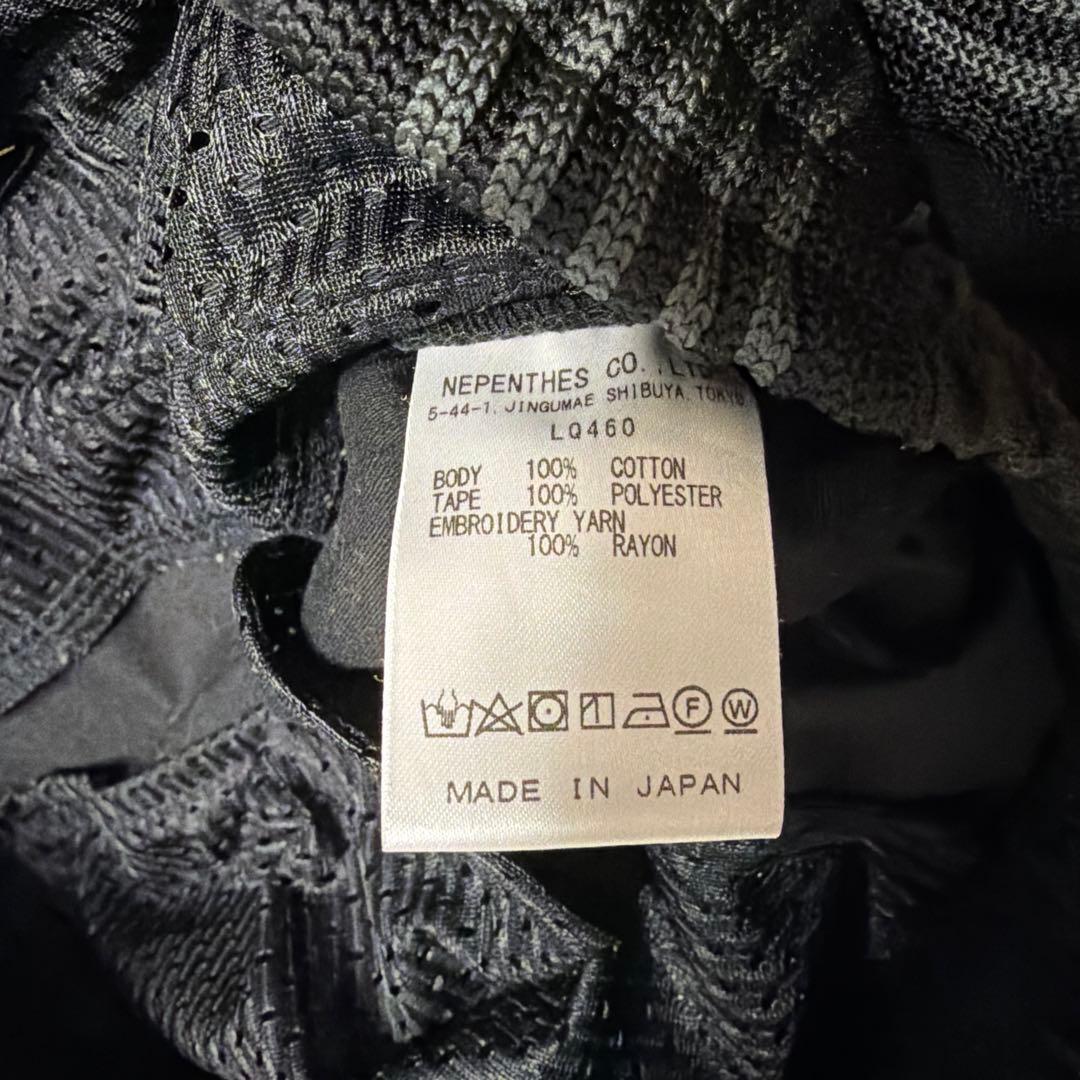 NEPENTHES CO.,LTD
5-44-1, JINGUMAE SHIBUYA, TOKYO
LQ460
BODY 100% COTTON
TAPE 100% POLYESTER
EMBROIDERY YARN
100% RAYON
F W
MADE IN JAPAN